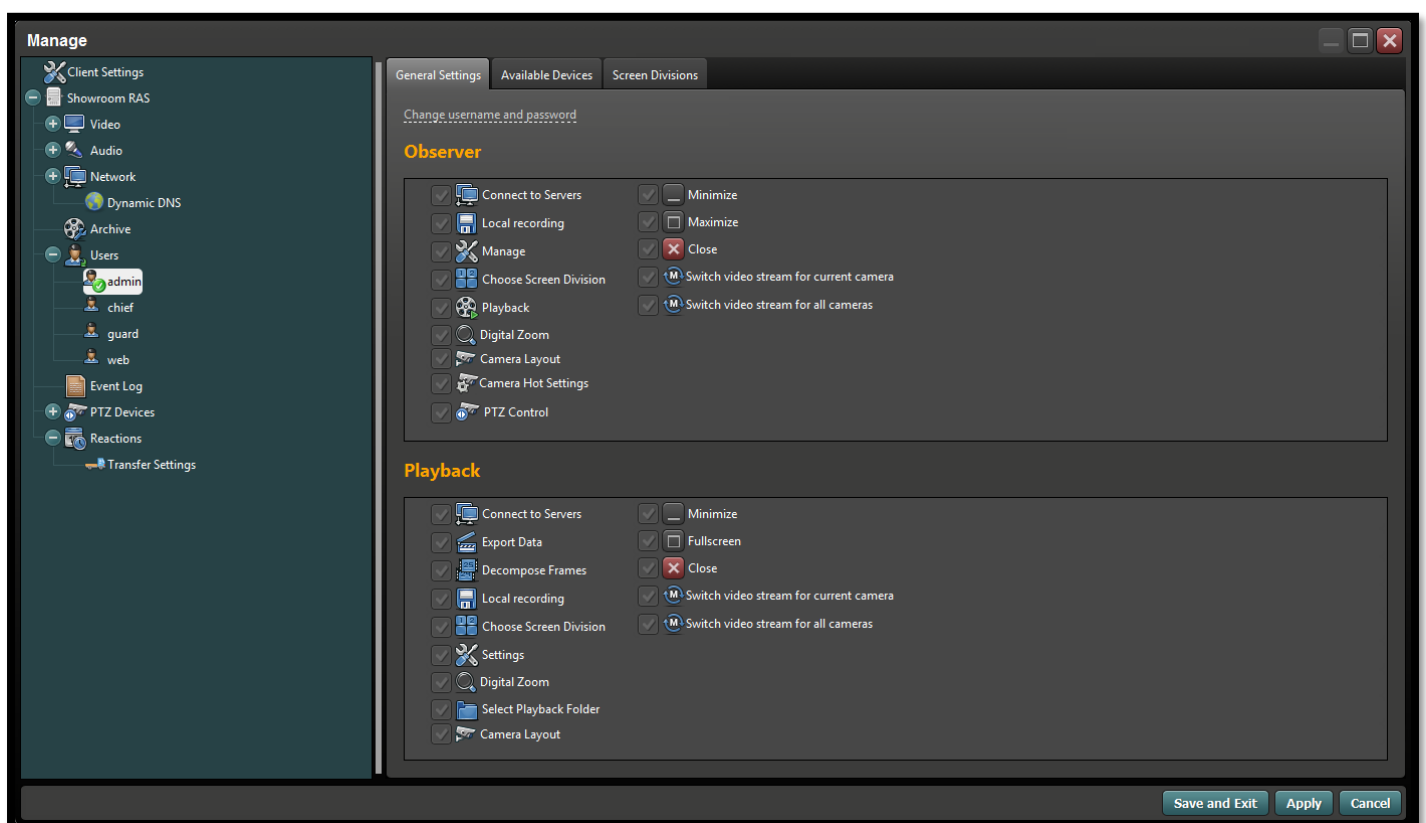 Manage
Client Settings
Showroom RAS
Video
Audio
Network
Dynamic DNS
Archive
Users
admin
chief
guard
web
Event Log
PTZ Devices
Reactions
Transfer Settings
General Settings Available Devices Screen Divisions
Change username and password
Observer
Connect to Servers
Local recording
Manage
Choose Screen Division
Playback
Digital Zoom
Camera Layout
Camera Hot Settings
PTZ Control
Minimize
Maximize
Close
M Switch video stream for current camera
M Switch video stream for all cameras
Playback
Connect to Servers
Export Data
25 Decompose Frames
Local recording
Choose Screen Division
Settings
Digital Zoom
Select Playback Folder
Camera Layout
Minimize
Fullscreen
Close
M Switch video stream for current camera
M Switch video stream for all cameras
Save and Exit Apply Cancel